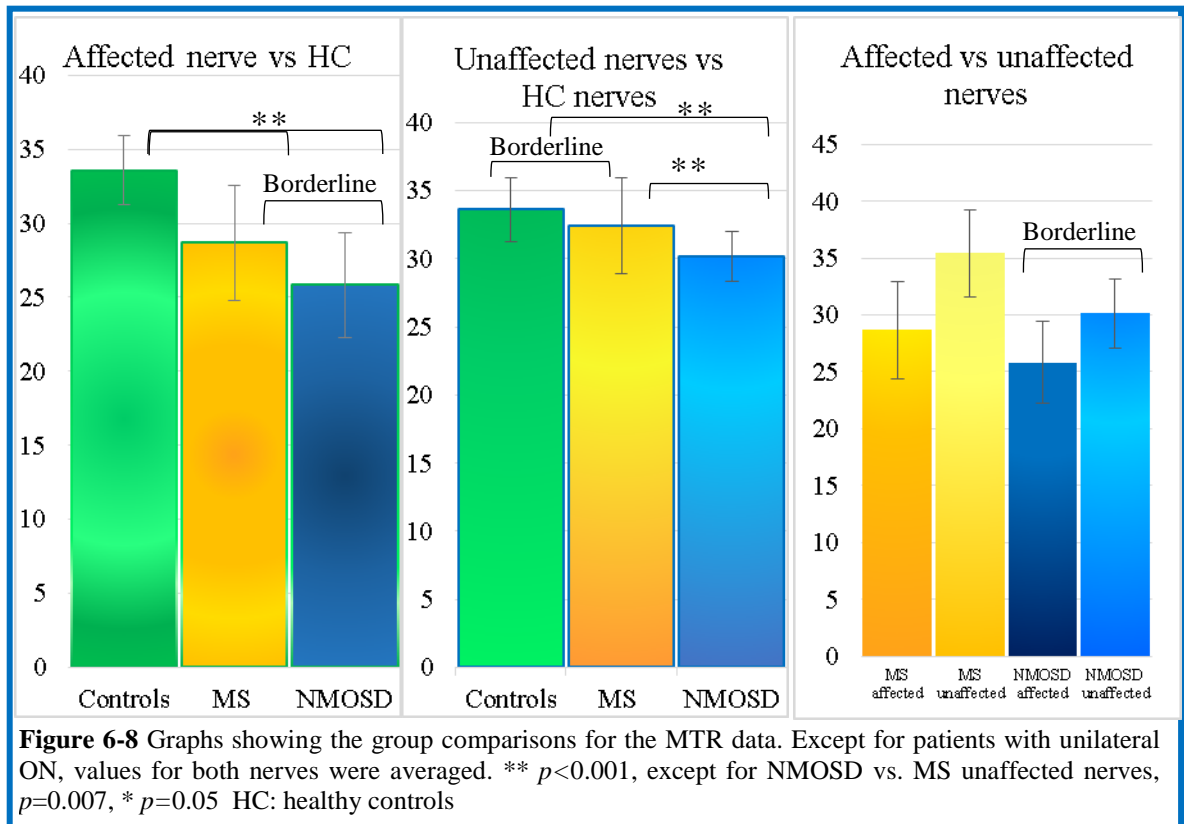 Affected nerve vs HC
40
35
30
25
20
15
10
5
0
**
Borderline
Controls MS NMOSD
Unaffected nerves vs
HC nerves
40
35
30
25
20
15
10
5
0
**
Borderline
**
Controls MS NMOSD
Affected vs unaffected
nerves
45
40
35
30
25
20
15
10
5
0
Borderline
MS affected
MS unaffected
NMOSD affected
NMOSD unaffected
Figure 6-8 Graphs showing the group comparisons for the MTR data. Except for patients with unilateral
ON, values for both nerves were averaged. ** p<0.001, except for NMOSD vs. MS unaffected nerves,
p=0.007, * p=0.05 HC: healthy controls